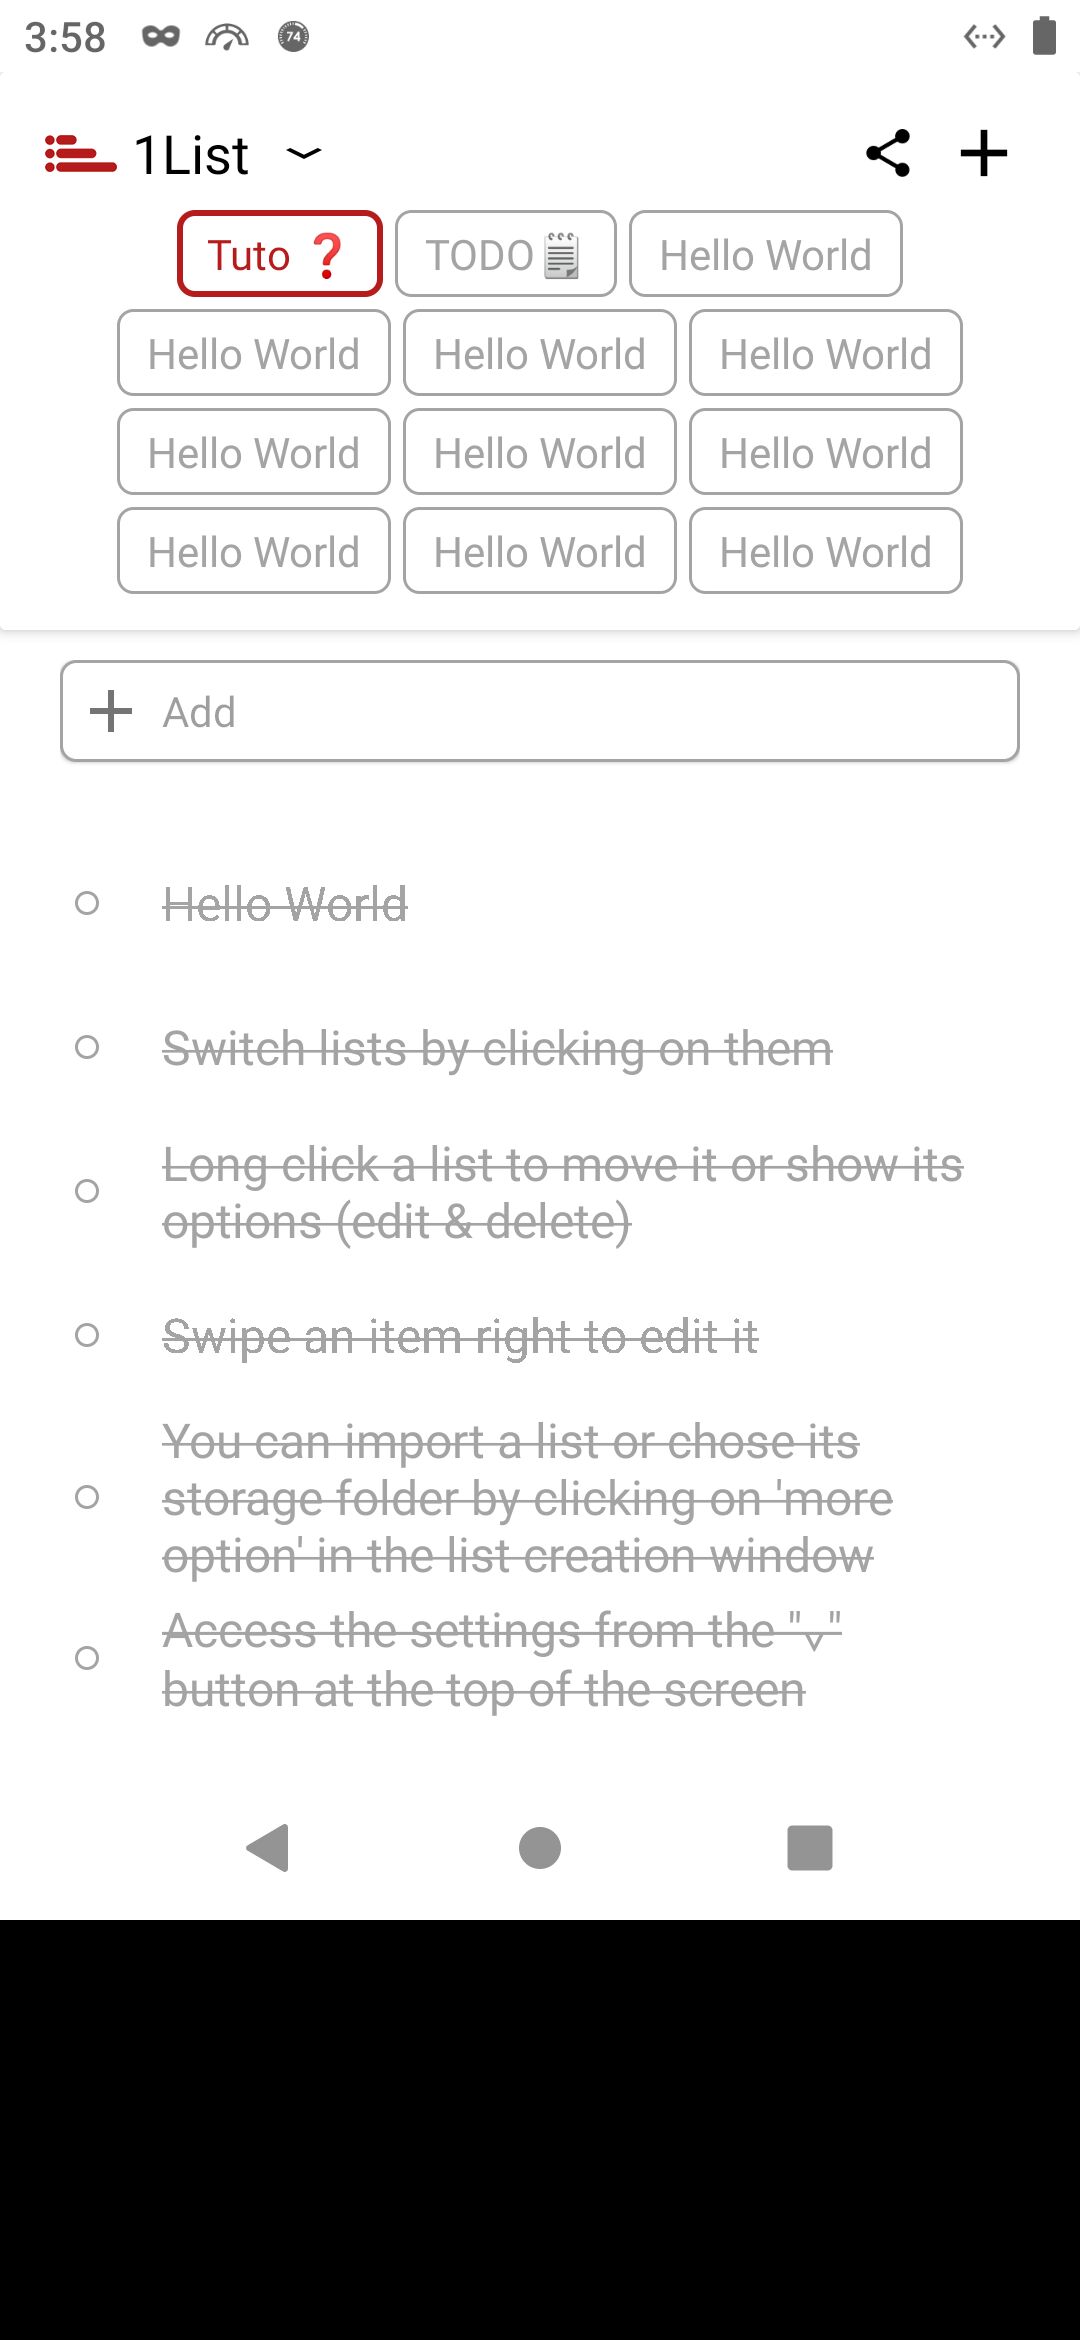 3:58
74
1List
Tuto ❓
TODO🗒
Hello World
Hello World
Hello World
Hello World
Hello World
Hello World
Hello World
Hello World
Hello World
Hello World
Add
Hello World
Switch lists by clicking on them
Long click a list to move it or show its
options (edit & delete)
Swipe an item right to edit it
You can import a list or chose its
storage folder by clicking on 'more
option' in the list creation window
Access the settings from the "⌄"
button at the top of the screen